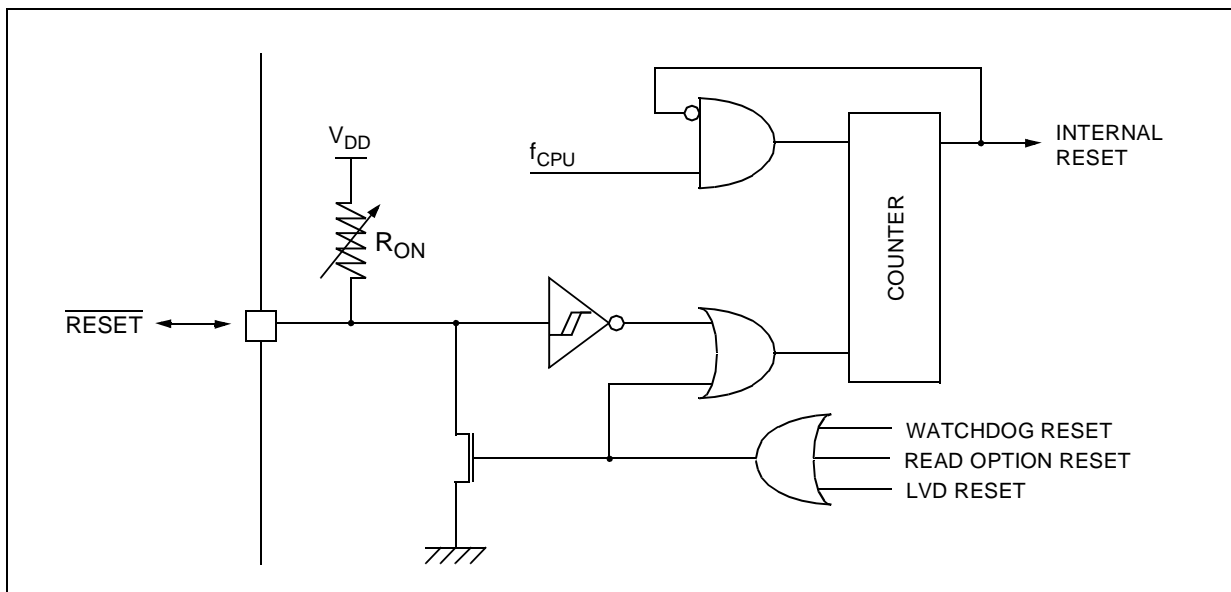 V_DD
R_ON
RESET
f_CPU
COUNTER
INTERNAL
RESET
WATCHDOG RESET
READ OPTION RESET
LVD RESET